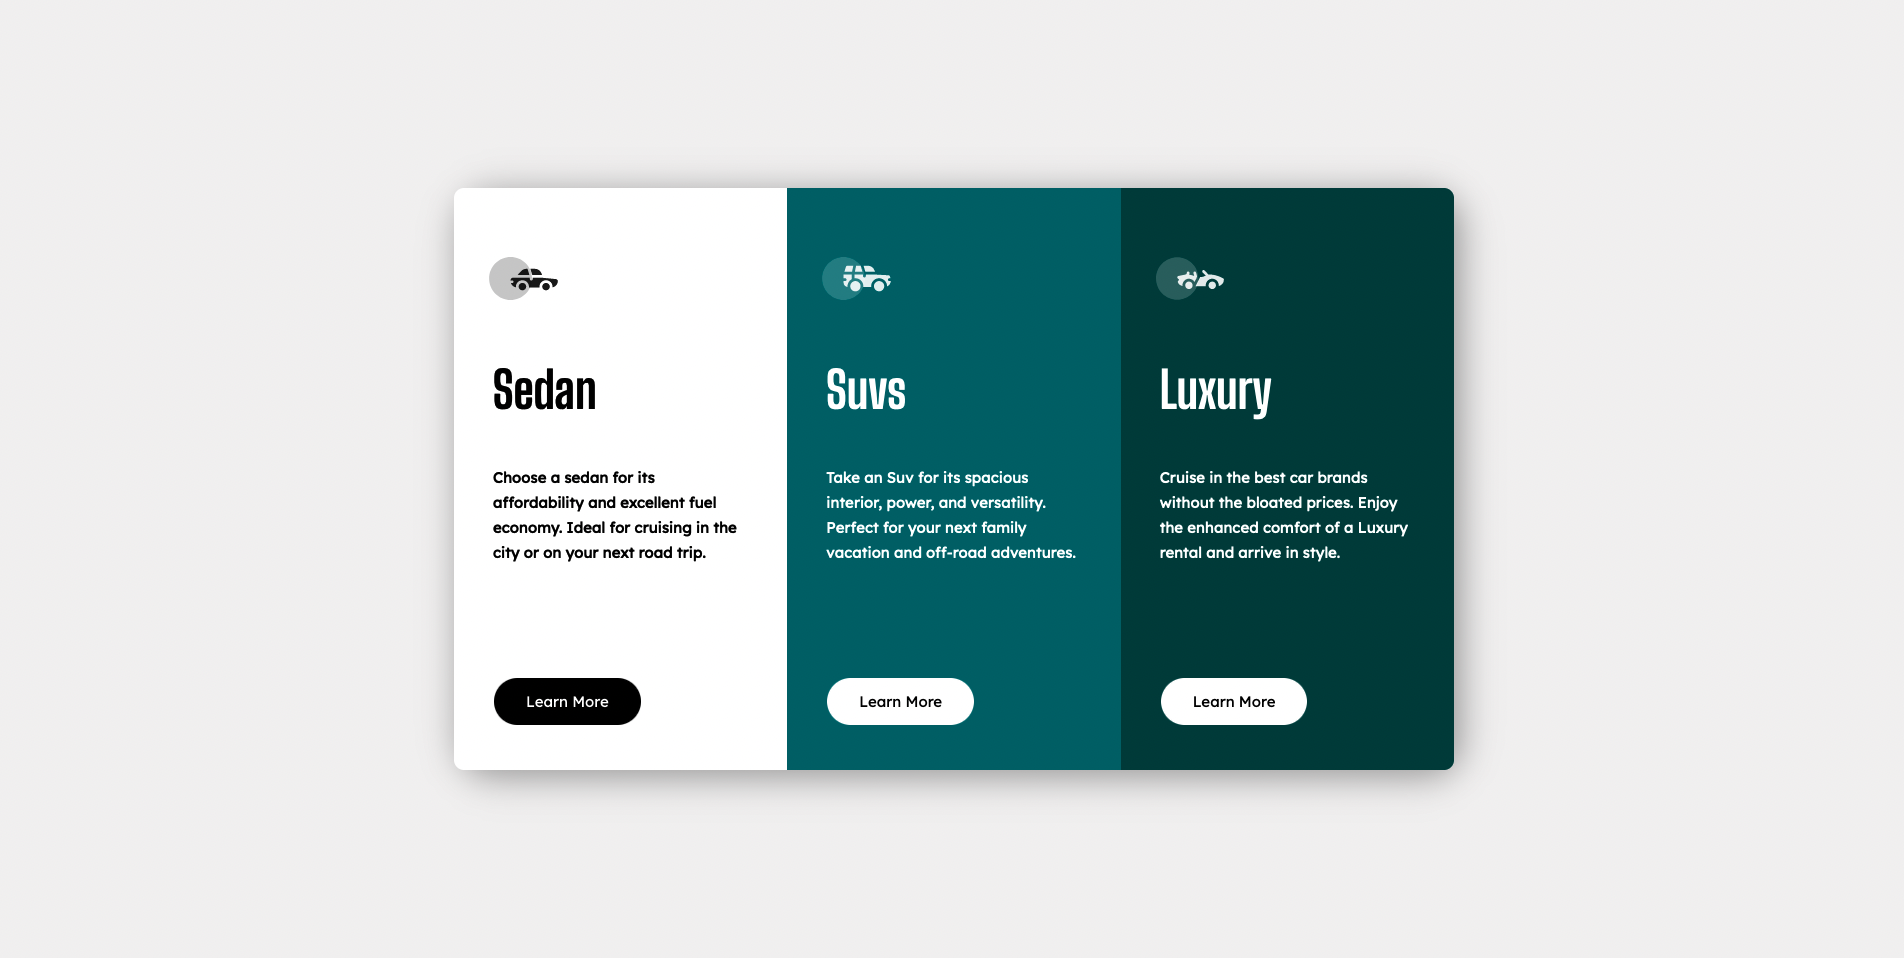 Sedan
Choose a sedan for its
affordability and excellent fuel
economy. Ideal for cruising in the
city or on your next road trip.
Learn More
Suvs
Take an Suv for its spacious
interior, power, and versatility.
Perfect for your next family
vacation and off-road adventures.
Learn More
Luxury
Cruise in the best car brands
without the bloated prices. Enjoy
the enhanced comfort of a Luxury
rental and arrive in style.
Learn More